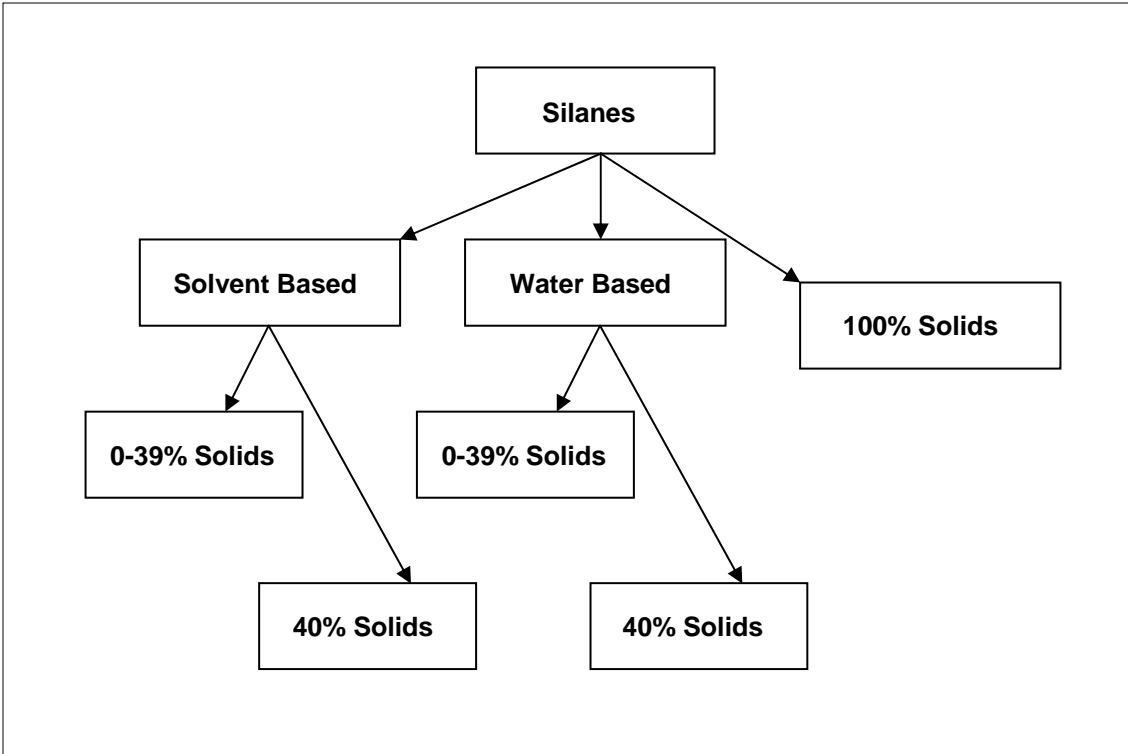 Silanes
Solvent Based
Water Based
100% Solids
0-39% Solids
0-39% Solids
40% Solids
40% Solids